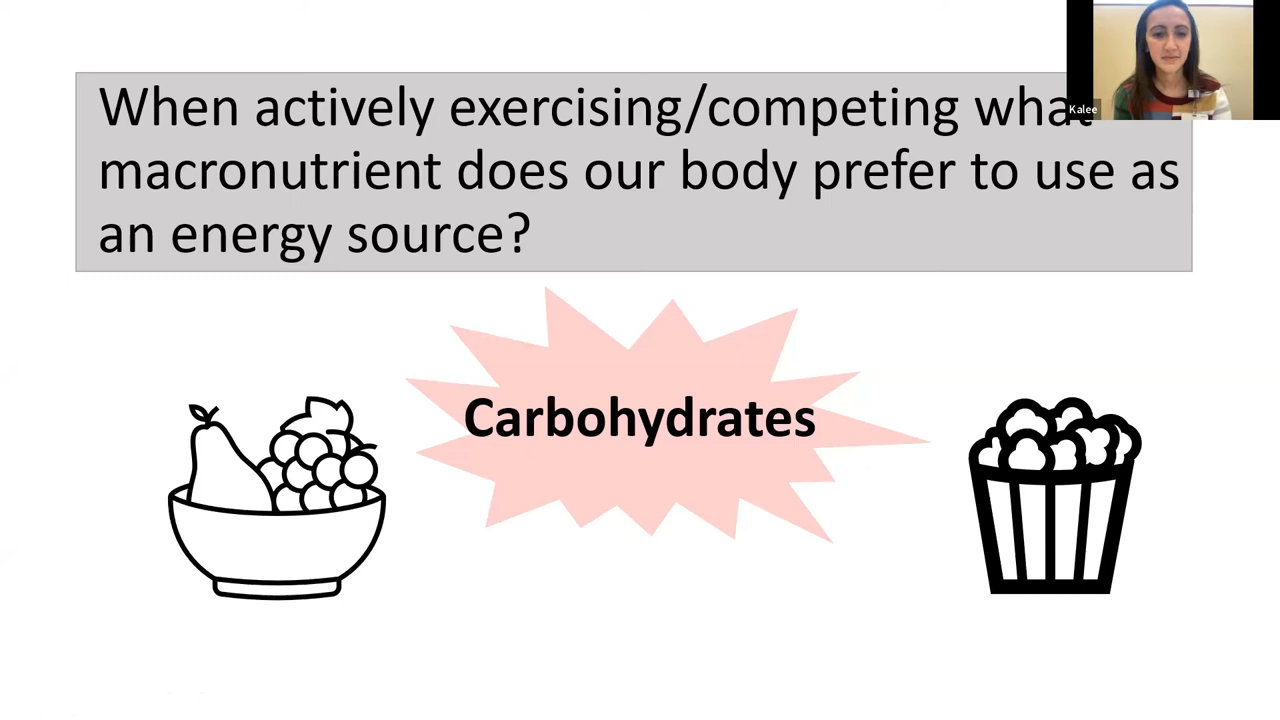 When actively exercising/competing what
macronutrient does our body prefer to use as
an energy source?
Kalee
Carbohydrates